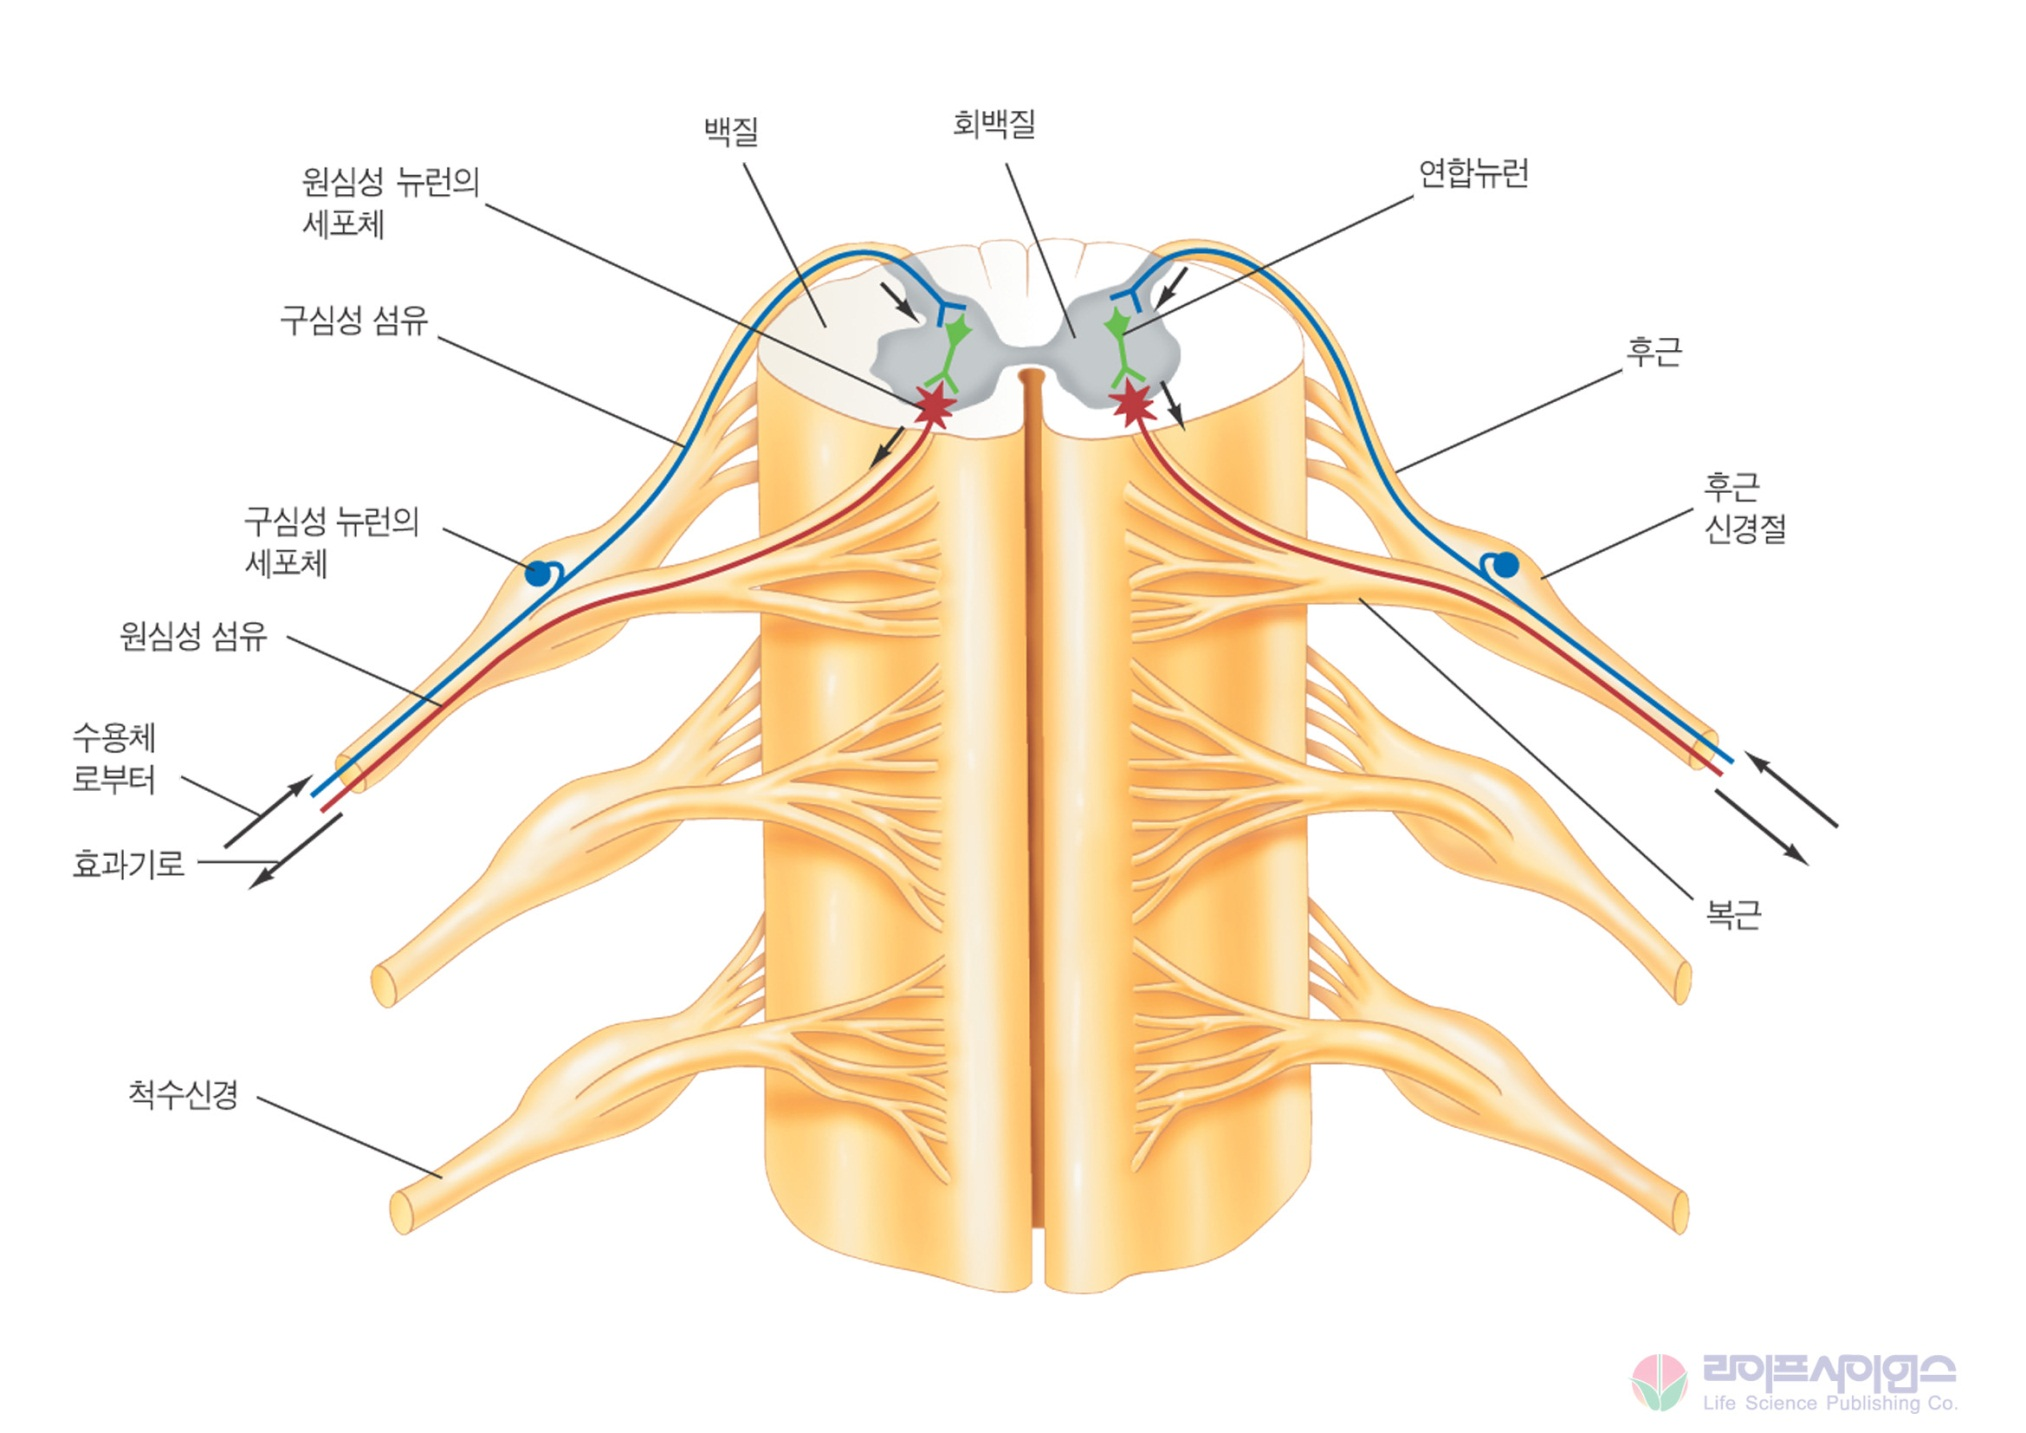 백질
회백질
원심성 뉴런의
세포체
연합뉴런
구심성 섬유
후근
후근
신경절
구심성 뉴런의
세포체
원심성 섬유
수용체
로부터
효과기로
복근
척수신경
라이프사이언스
Life Science Publishing Co.